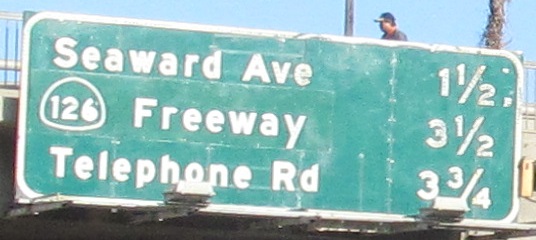 Seaward Ave 1 1/2
126 Freeway 3 1/2
Telephone Rd 3 3/4